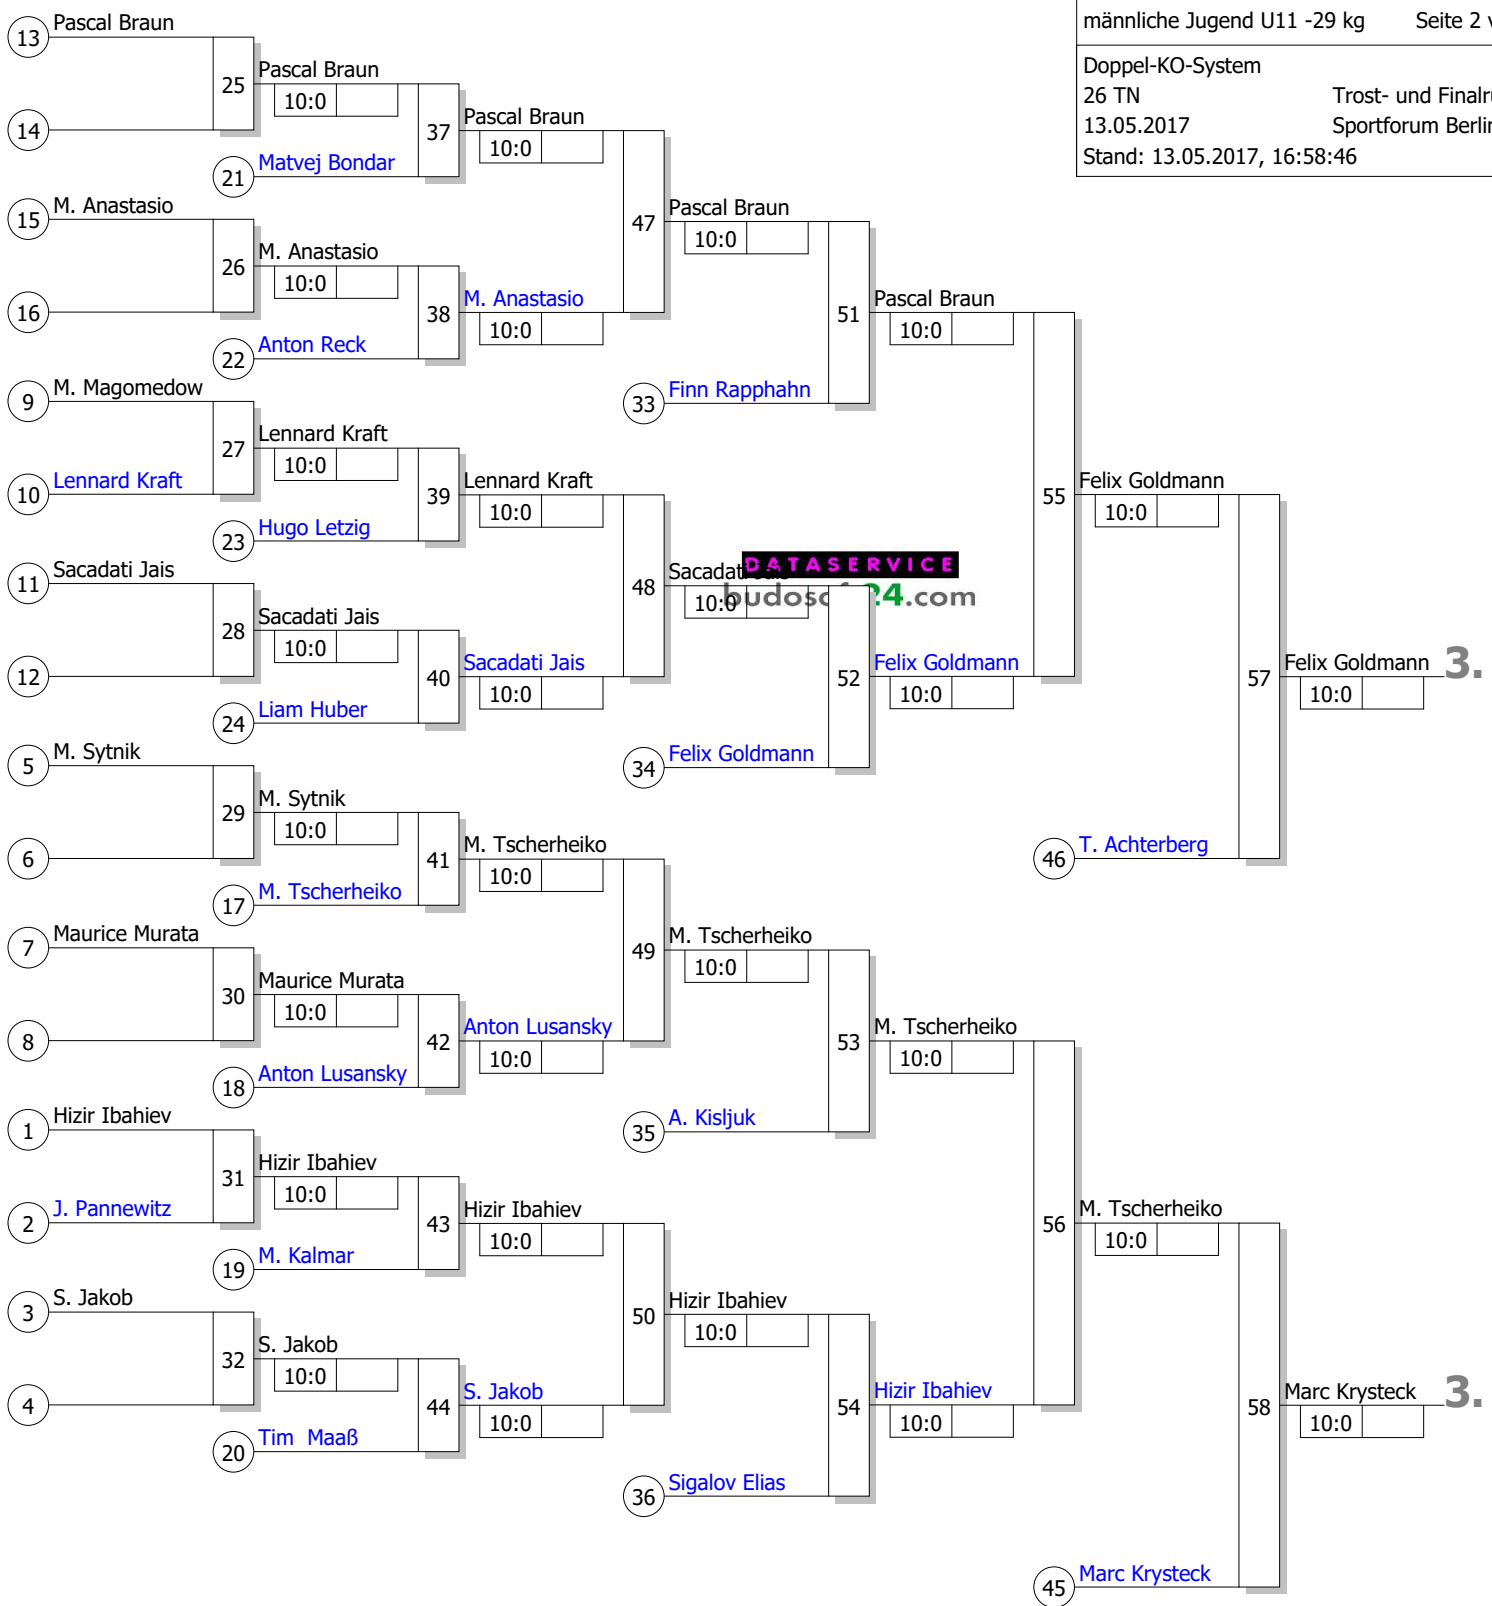 männliche Jugend U11 -29 kg Seite 2 v
Doppel-KO-System
26 TN Trost- und Finalru
13.05.2017 Sportforum Berlin
Stand: 13.05.2017, 16:58:46
13 Pascal Braun
25 Pascal Braun
10:0
14
37 Pascal Braun
10:0
21 Matvej Bondar
15 M. Anastasio
47 Pascal Braun
10:0
26 M. Anastasio
10:0
16
38 M. Anastasio
10:0
51 Pascal Braun
10:0
22 Anton Reck
9 M. Magomedow
33 Finn Rapphahn
27 Lennard Kraft
10:0
10 Lennard Kraft
39 Lennard Kraft
10:0
55 Felix Goldmann
10:0
23 Hugo Letzig
DATASERVICE
11 Sacadati Jais
48 Sacadati Jais
10:0
24.com
28 Sacadati Jais
10:0
12
40 Sacadati Jais
10:0
52 Felix Goldmann
10:0
57 Felix Goldmann 3.
10:0
24 Liam Huber
5 M. Sytnik
34 Felix Goldmann
29 M. Sytnik
10:0
6
41 M. Tscherheiko
10:0
46 T. Achterberg
17 M. Tscherheiko
7 Maurice Murata
49 M. Tscherheiko
10:0
30 Maurice Murata
10:0
8
42 Anton Lusansky
10:0
53 M. Tscherheiko
10:0
18 Anton Lusansky
1 Hizir Ibahiev
35 A. Kisljuk
31 Hizir Ibahiev
10:0
2 J. Pannewitz
43 Hizir Ibahiev
10:0
56 M. Tscherheiko
10:0
19 M. Kalmar
3 S. Jakob
50 Hizir Ibahiev
10:0
32 S. Jakob
10:0
4
44 S. Jakob
10:0
54 Hizir Ibahiev
10:0
58 Marc Krysteck 3.
10:0
20 Tim Maaß
36 Sigalov Elias
45 Marc Krysteck